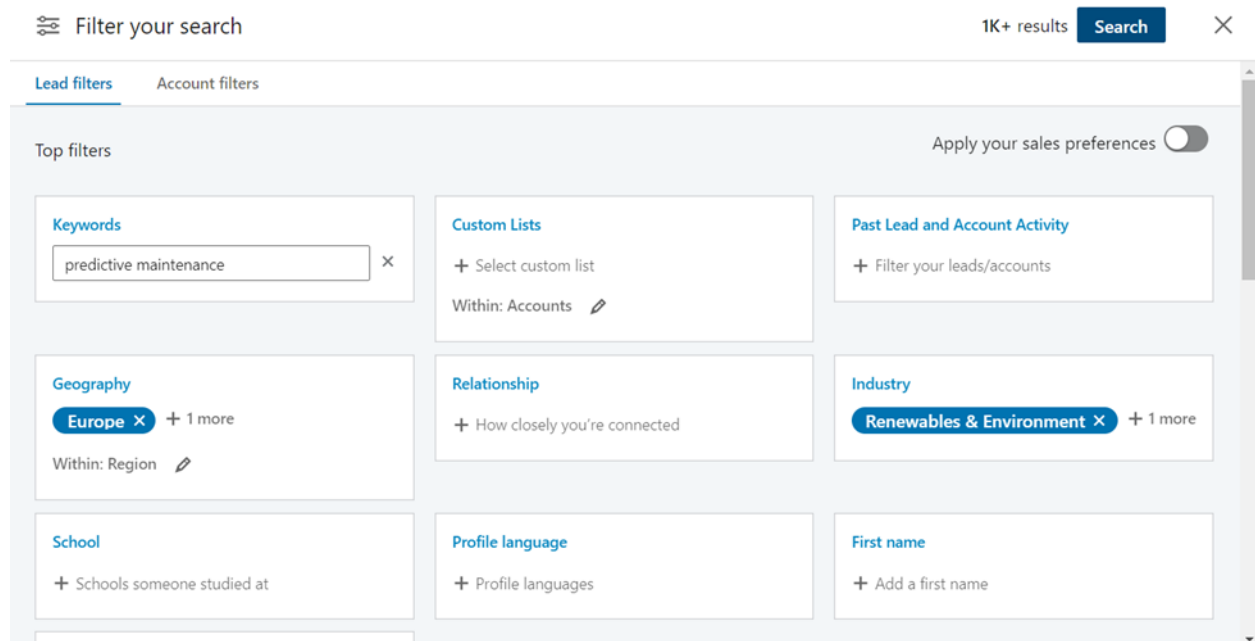 Filter your search
1K+ results Search
Lead filters Account filters
Top filters
Apply your sales preferences
Keywords
predictive maintenance
Custom Lists
+ Select custom list
Within: Accounts
Past Lead and Account Activity
+ Filter your leads/accounts
Geography
Europe × + 1 more
Within: Region
Relationship
+ How closely you're connected
Industry
Renewables & Environment × + 1 more
School
+ Schools someone studied at
Profile language
+ Profile languages
First name
+ Add a first name